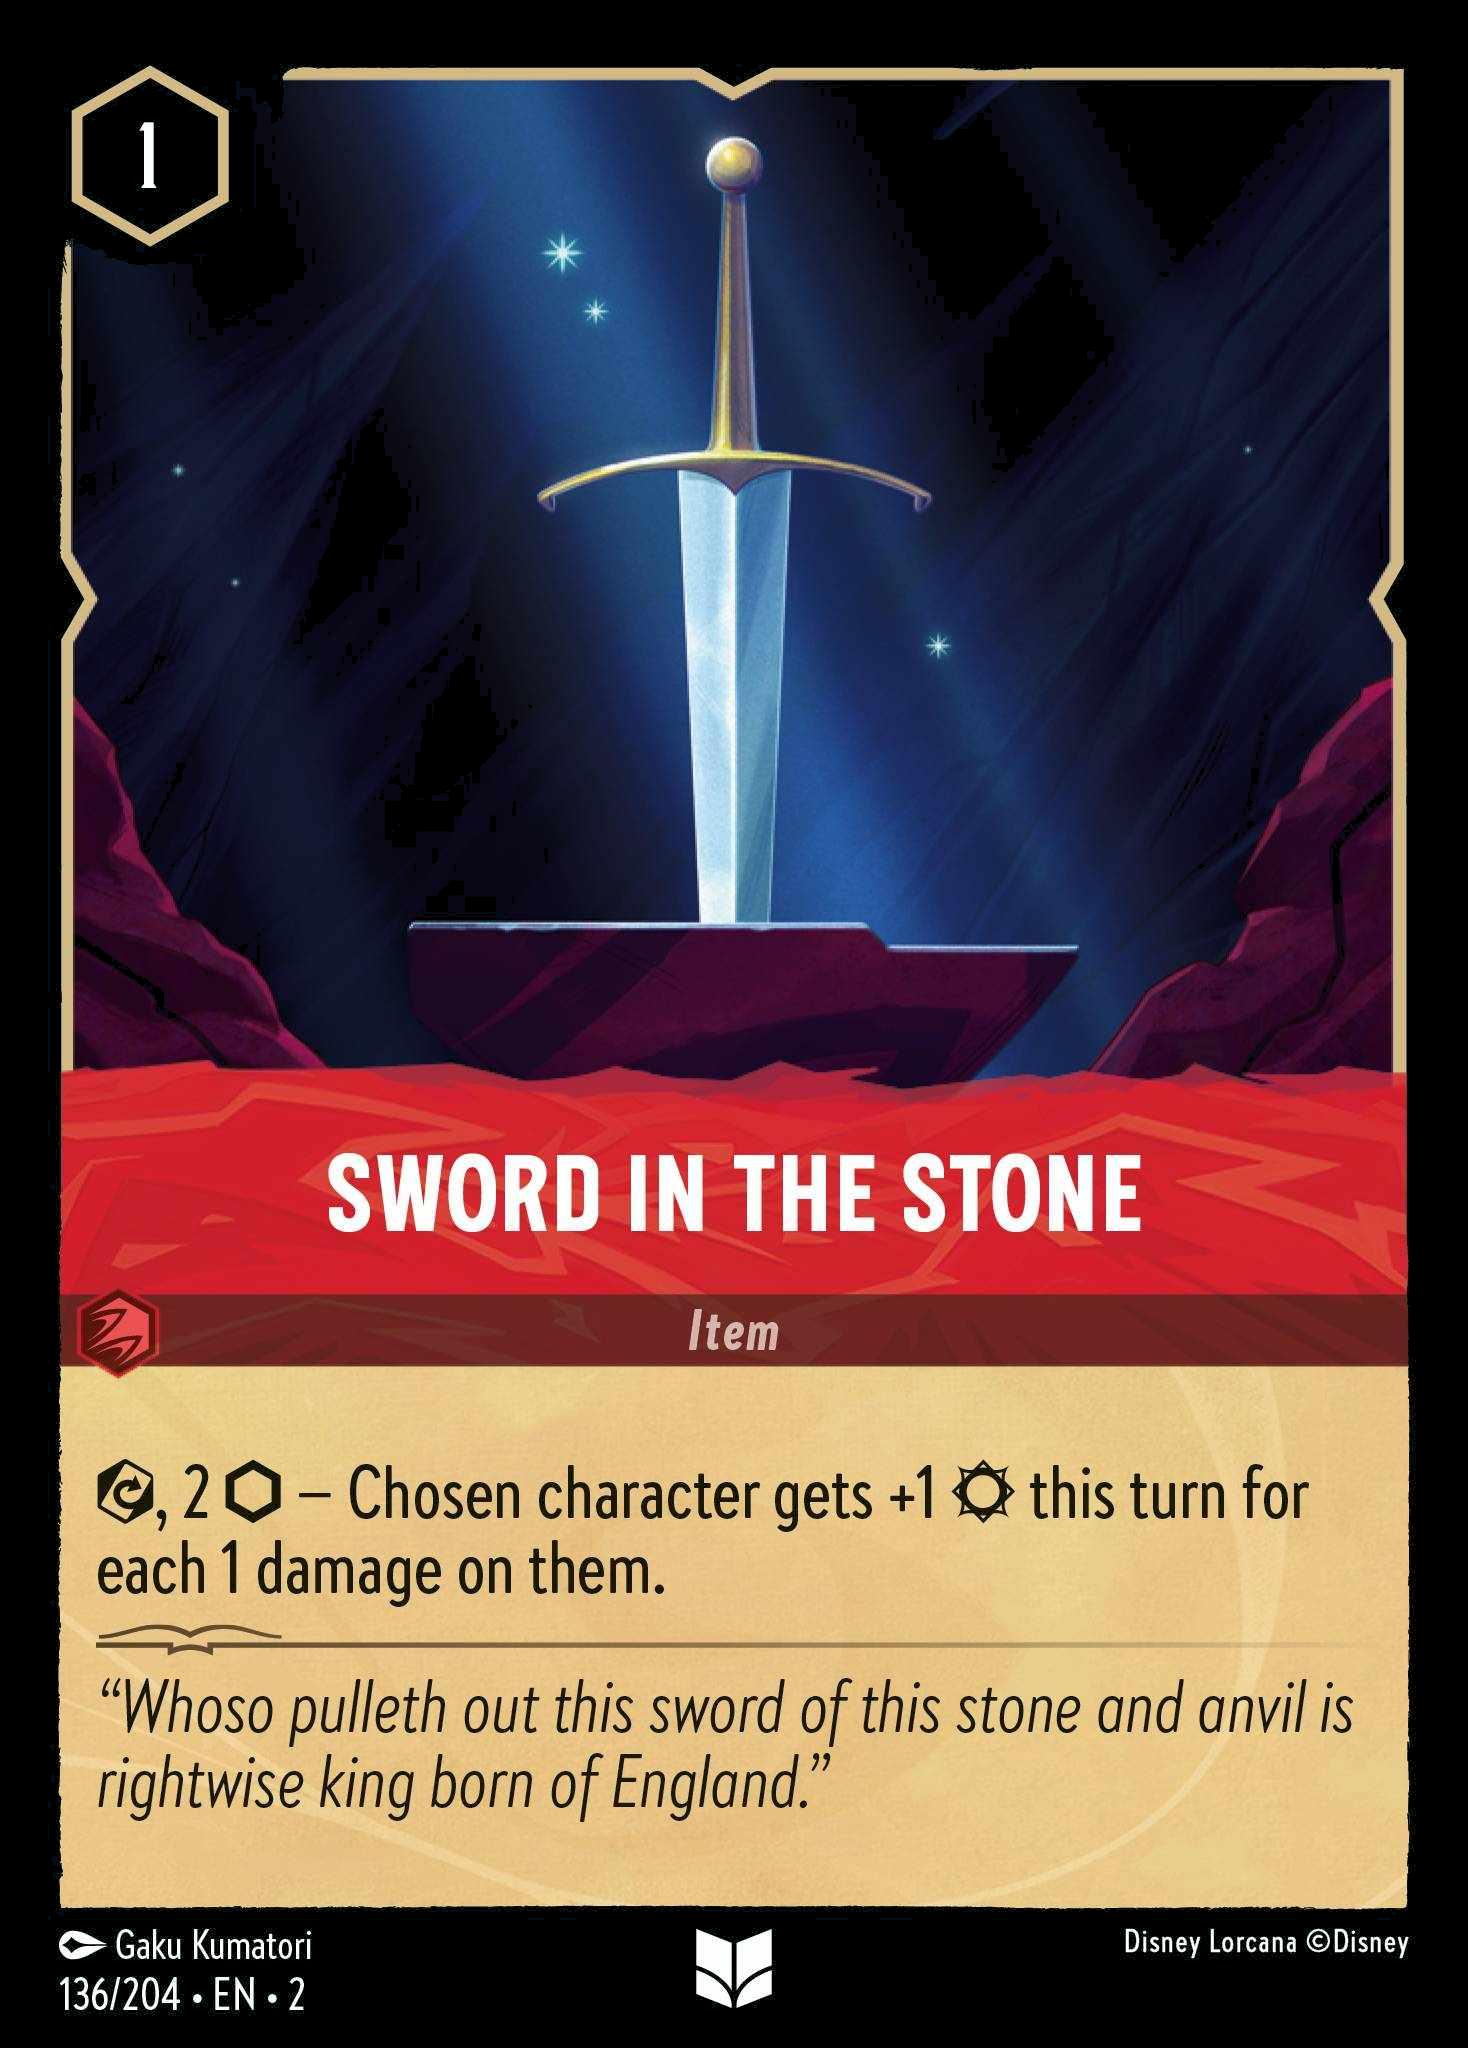 1
SWORD IN THE STONE
Item
, 2 – Chosen character gets +1 this turn for
each 1 damage on them.
“Whoso pulleth out this sword of this stone and anvil is
rightwise king born of England.”
Gaku Kumatori
Disney Lorcana ©Disney
136/204 • EN • 2